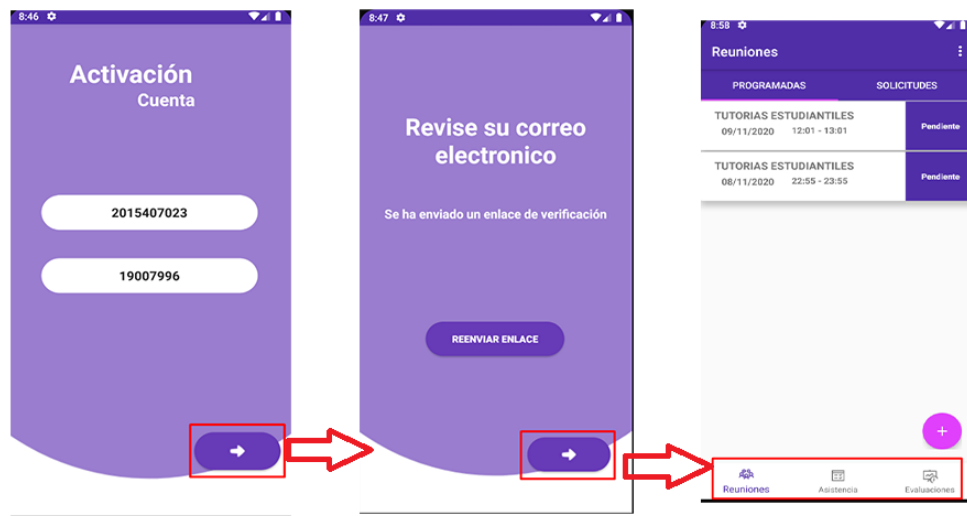 8:46
Activación
Cuenta
2015407023
19007996
8:47
Revise su correo
electronico
Se ha enviado un enlace de verificación
REENVIAR ENLACE
8:58
Reuniones
PROGRAMADAS SOLICITUDES
TUTORIAS ESTUDIANTILES
09/11/2020 12:01 - 13:01
Pendiente
TUTORIAS ESTUDIANTILES
08/11/2020 22:55 - 23:55
Pendiente
Reuniones Asistencia Evaluaciones